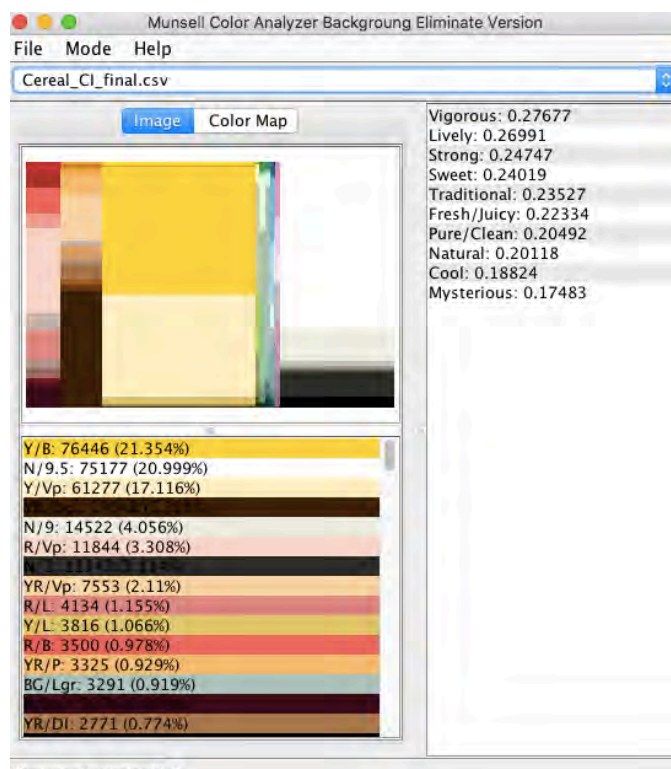 Munsell Color Analyzer Backgroung Eliminate Version
File Mode Help
Cereal_CI_final.csv
Image Color Map
Vigorous: 0.27677
Lively: 0.26991
Strong: 0.24747
Sweet: 0.24019
Traditional: 0.23527
Fresh/Juicy: 0.22334
Pure/Clean: 0.20492
Natural: 0.20118
Cool: 0.18824
Mysterious: 0.17483
Y/B: 76446 (21.354%)
N/9.5: 75177 (20.999%)
Y/Vp: 61277 (17.116%)
N/9: 14522 (4.056%)
R/Vp: 11844 (3.308%)
YR/Vp: 7553 (2.11%)
R/L: 4134 (1.155%)
Y/L: 3816 (1.066%)
R/B: 3500 (0.978%)
YR/P: 3325 (0.929%)
BG/Lgr: 3291 (0.919%)
YR/Dl: 2771 (0.774%)